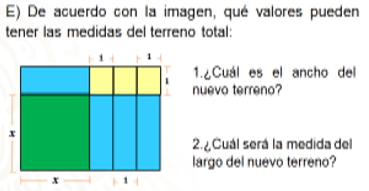 E) De acuerdo con la imagen, qué valores pueden
tener las medidas del terreno total:
1 1
1
1.¿Cuál es el ancho del
nuevo terreno?
x
2.¿Cuál será la medida del
largo del nuevo terreno?
x 1